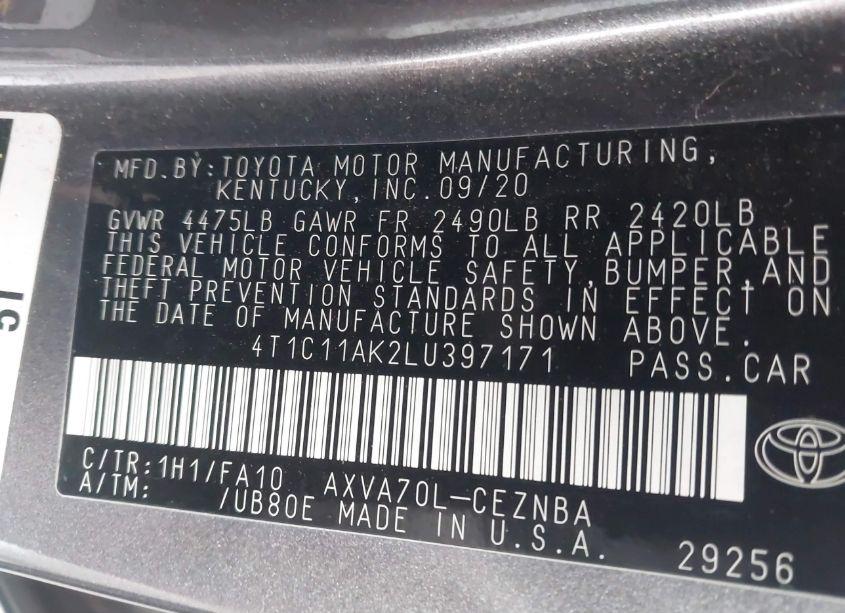 MFD.BY:TOYOTA MOTOR MANUFACTURING,
KENTUCKY,INC.09/20
GVWR 4475LB GAWR FR 2490LB RR 2420LB
THIS VEHICLE CONFORMS TO ALL APPLICABLE
FEDERAL MOTOR VEHICLE SAFETY,BUMPER,AND
THEFT PREVENTION STANDARDS IN EFFECT ON
THE DATE OF MANUFACTURE SHOWN ABOVE.
4T1C11AK2LU397171 PASS.CAR
C/TR:1H1/FA10 AXVA70L-CEZNBA
A/TM: /UB80E MADE IN U.S.A.
29256